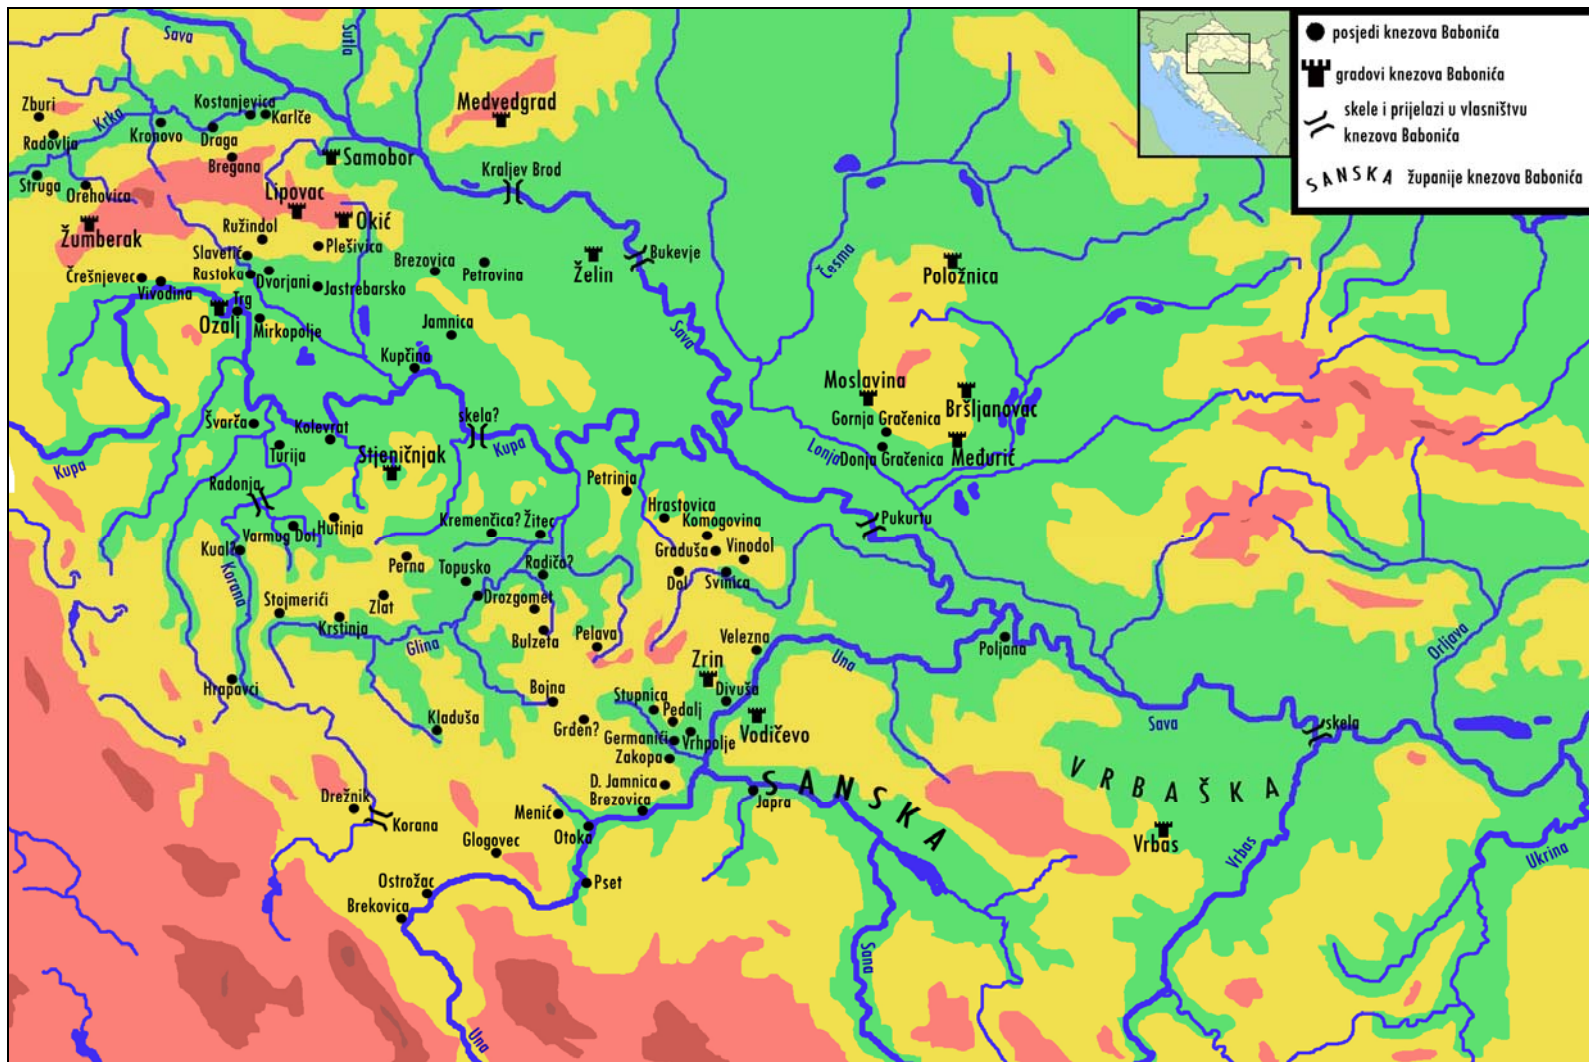 Sava
Sutla
posjedi knezova Babonića
gradovi knezova Babonića
skele i prijelazi u vlasništvu
knezova Babonića
SANSKA županije knezova Babonića
Zburi
Kostanjevica
Karlče
Medvedgrad
Krka
Radovlja
Kronovo
Draga
Bregana
Samobor
Kraljev Brod
Struga
Orehovica
Lipovac
Okić
Žumberak
Ružindol
Plešivica
Slavetić
Brezovica
Petrovina
Želin
Bukevje
Česma
Položnica
Črešnjevec
Vivodina
Rastoka
Dvorjani
Jastrebarsko
Trg
Ozalj
Mirkopolje
Jamnica
Sava
Kupčina
Moslavina
Bršljanovac
Gornja Gračenica
Donja Gračenica
Međurić
Lonja
Švarča
Kolevrat
skela?
Kupa
Turija
Stjeničnjak
Kupa
Radonja
Petrinja
Hrastovica
Pukurtu
Varmug Dol
Hutinja
Kremenčica?
Žitec
Komogovina
Kualč
Graduša
Vinodol
Perna
Topusko
Radičo?
Dol
Svinica
Korana
Stojmerići
Zlat
Drozgomet
Krstinja
Glina
Bulzeta
Pelava
Velezna
Una
Poljana
Orljava
Zrin
Hrapavci
Bojna
Stupnica
Divuša
Pedalj
Kladuša
Grđen?
Germanići
Vrhpolje
Vodičevo
Sava
skela
Zakopa
D. Jamnica
SANSKA
VRBAŠKA
Drežnik
Brezovica
Japra
Menić
Korana
Otoka
Vrbas
Glogovec
Vrbas
Ukrina
Ostrožac
Pset
Brekovica
Sana
Una